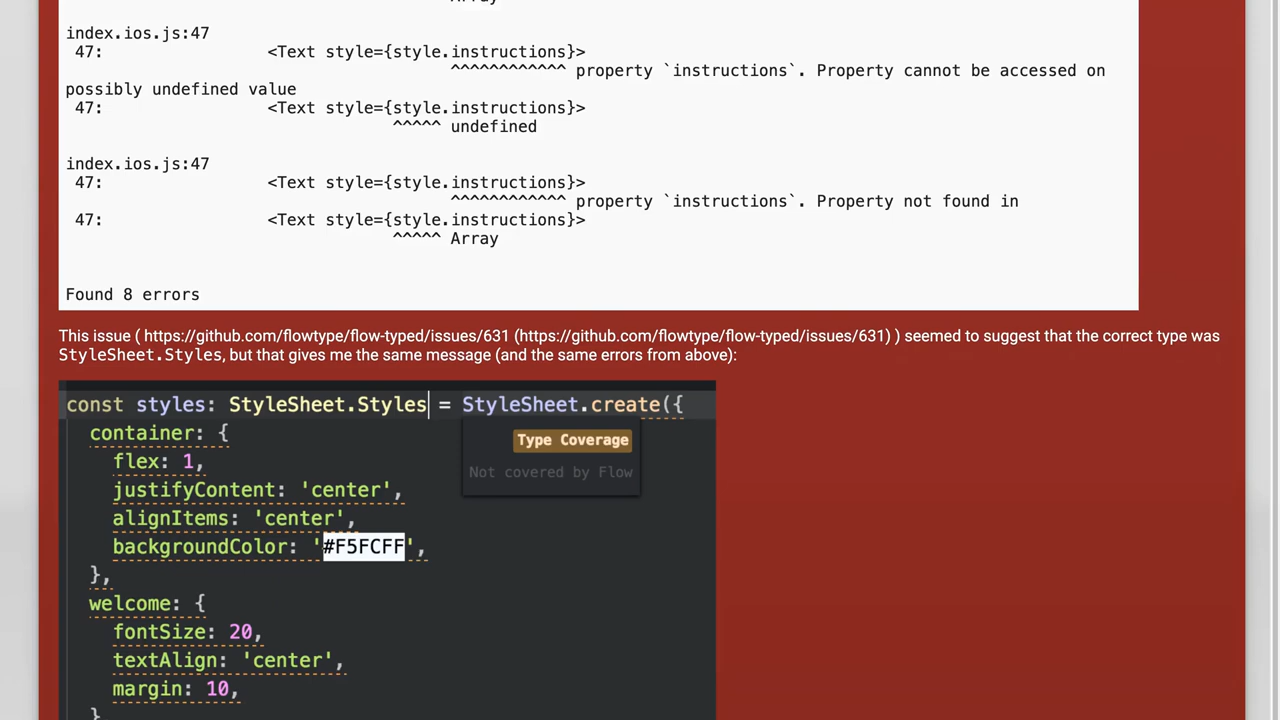 Array
index.ios.js:47
47: <Text style={style.instructions}>
^^^^^^^^^^^^ property `instructions`. Property cannot be accessed on
possibly undefined value
47: <Text style={style.instructions}>
^^^^^ undefined
index.ios.js:47
47: <Text style={style.instructions}>
^^^^^^^^^^^^ property `instructions`. Property not found in
47: <Text style={style.instructions}>
^^^^^ Array
Found 8 errors
This issue ( https://github.com/flowtype/flow-typed/issues/631 (https://github.com/flowtype/flow-typed/issues/631) ) seemed to suggest that the correct type was
StyleSheet.Styles, but that gives me the same message (and the same errors from above):
const styles: StyleSheet.Styles = StyleSheet.create({
container: {
Type Coverage
flex: 1,
Not covered by Flow
justifyContent: 'center',
alignItems: 'center',
backgroundColor: '#F5FCFF',
},
welcome: {
fontSize: 20,
textAlign: 'center',
margin: 10,
}